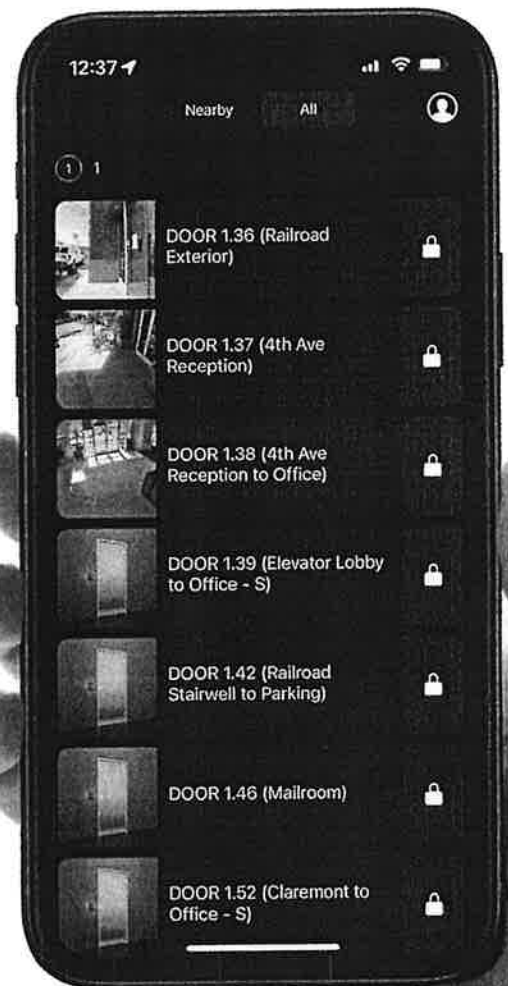 12:37
Nearby All
1 1
DOOR 1.36 (Railroad
Exterior)
DOOR 1.37 (4th Ave
Reception)
DOOR 1.38 (4th Ave
Reception to Office)
DOOR 1.39 (Elevator Lobby
to Office - S)
DOOR 1.42 (Railroad
Stairwell to Parking)
DOOR 1.46 (Mailroom)
DOOR 1.52 (Claremont to
Office - S)